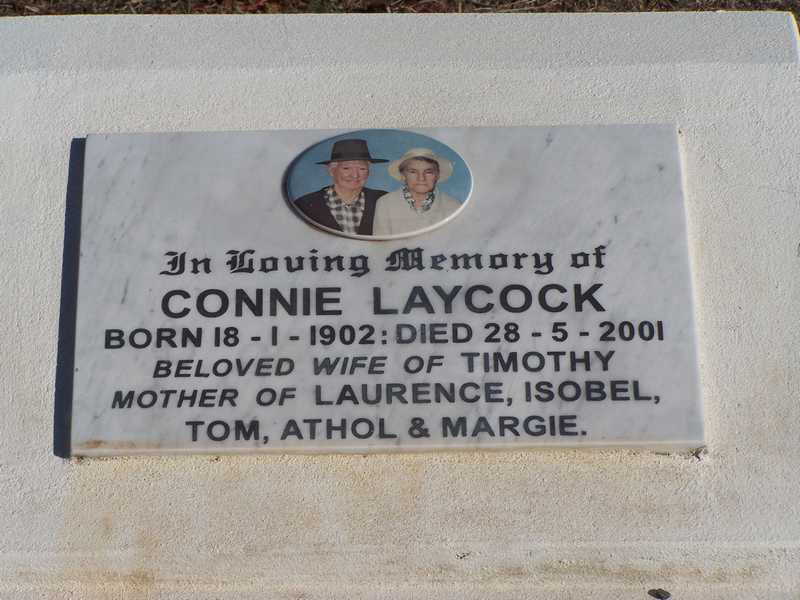 In Loving Memory of
CONNIE LAYCOCK
BORN 18 - 1 - 1902: DIED 28 - 5 - 2001
BELOVED WIFE OF TIMOTHY
MOTHER OF LAURENCE, ISOBEL,
TOM, ATHOL & MARGIE.